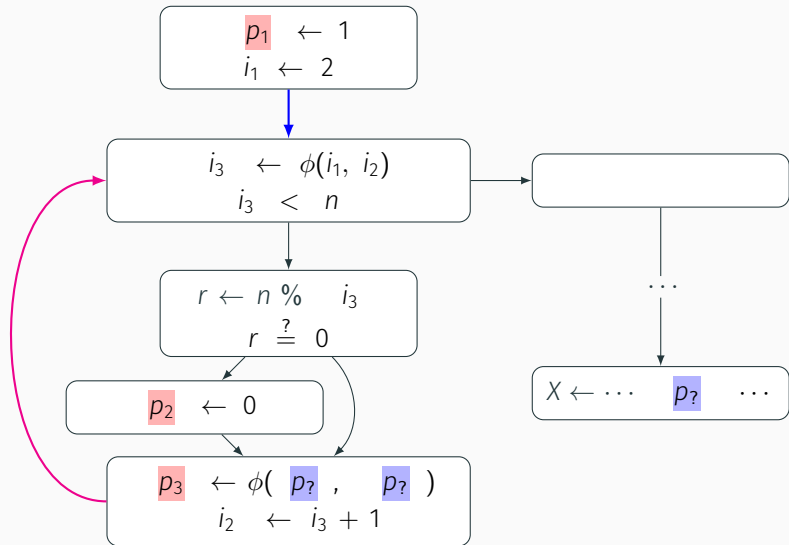 p₁ ← 1
i₁ ← 2
i₃ ← ϕ(i₁, i₂)
i₃ < n
r ← n % i₃
r ≟ 0
p₂ ← 0
p₃ ← ϕ( p? , p? )
i₂ ← i₃ + 1
⋯
X ← ⋯ p? ⋯